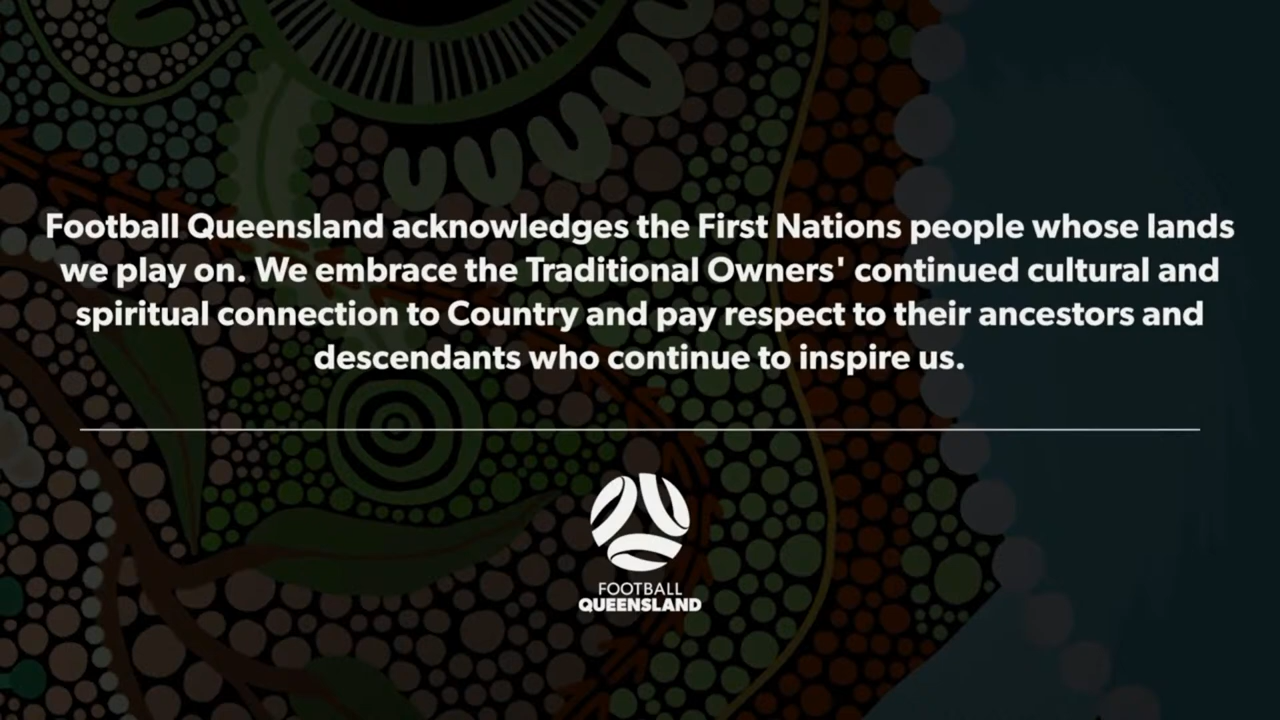 Football Queensland acknowledges the First Nations people whose lands
we play on. We embrace the Traditional Owners' continued cultural and
spiritual connection to Country and pay respect to their ancestors and
descendants who continue to inspire us.
FOOTBALL
QUEENSLAND